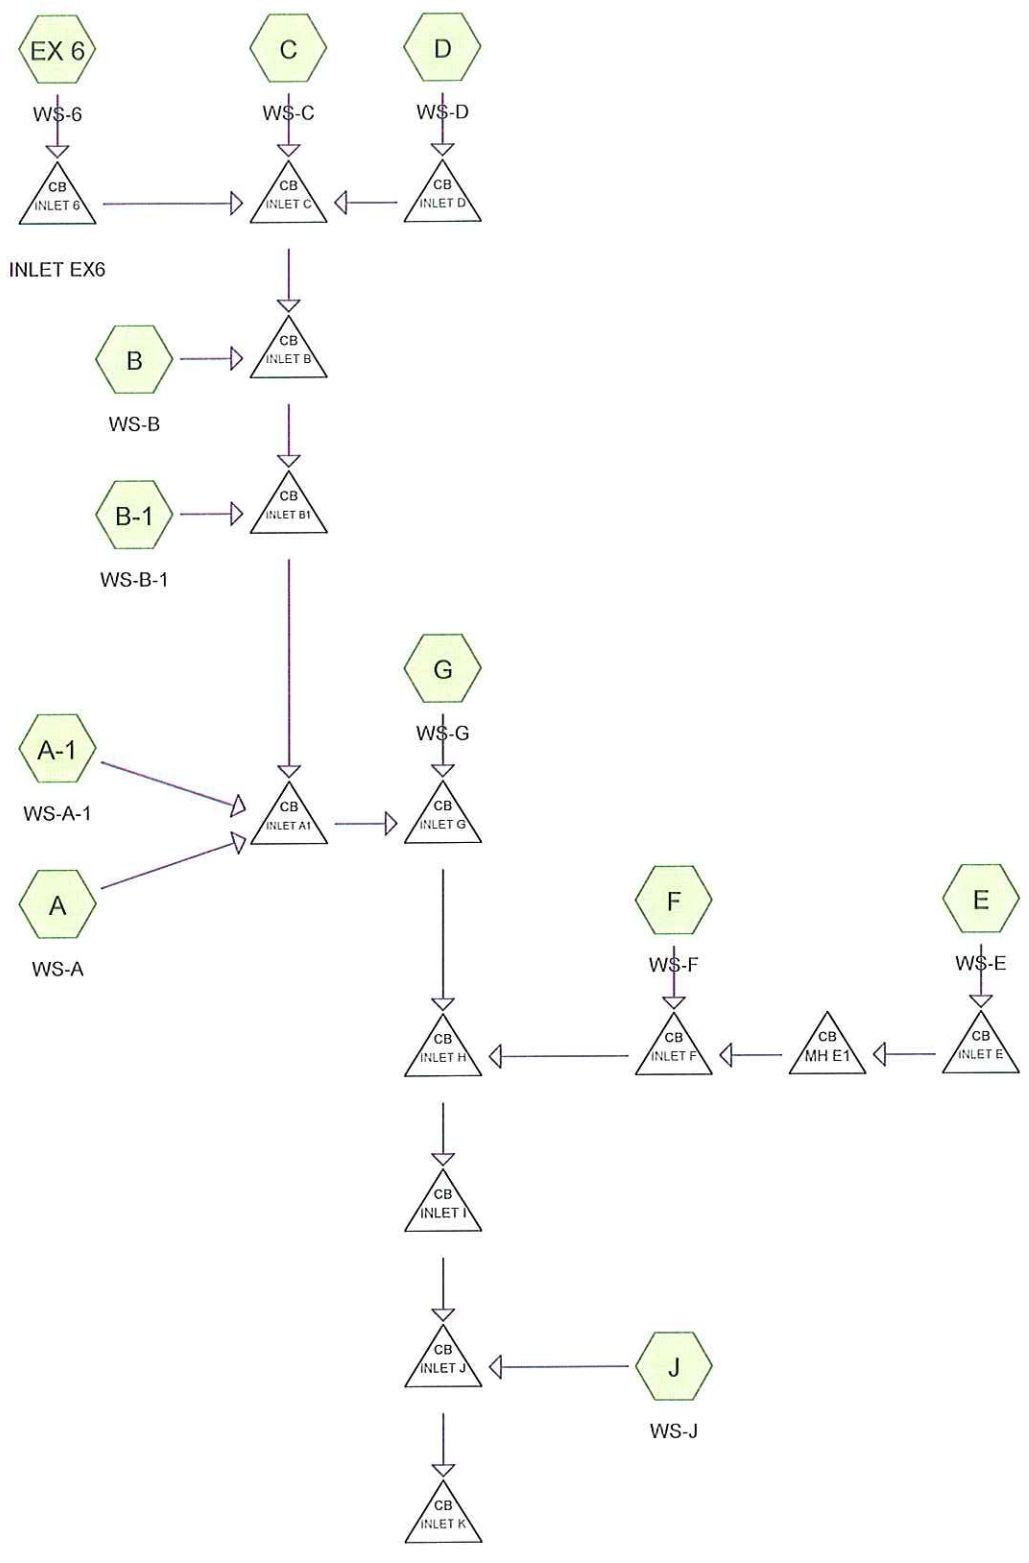 EX 6
C
D
WS-6
WS-C
WS-D
CB
INLET 6
CB
INLET C
CB
INLET D
INLET EX6
B
CB
INLET B
WS-B
B-1
CB
INLET B1
WS-B-1
G
WS-G
A-1
WS-A-1
CB
INLET A1
CB
INLET G
A
WS-A
F
E
WS-F
WS-E
CB
INLET H
CB
INLET F
CB
MH E1
CB
INLET E
CB
INLET I
CB
INLET J
J
WS-J
CB
INLET K